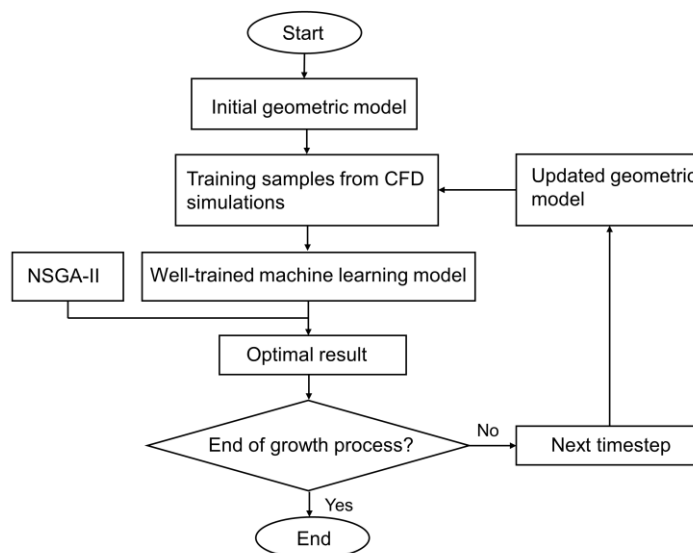 Start
Initial geometric model
Training samples from CFD
simulations
Updated geometric
model
NSGA-II
Well-trained machine learning model
Optimal result
End of growth process?
No
Next timestep
Yes
End